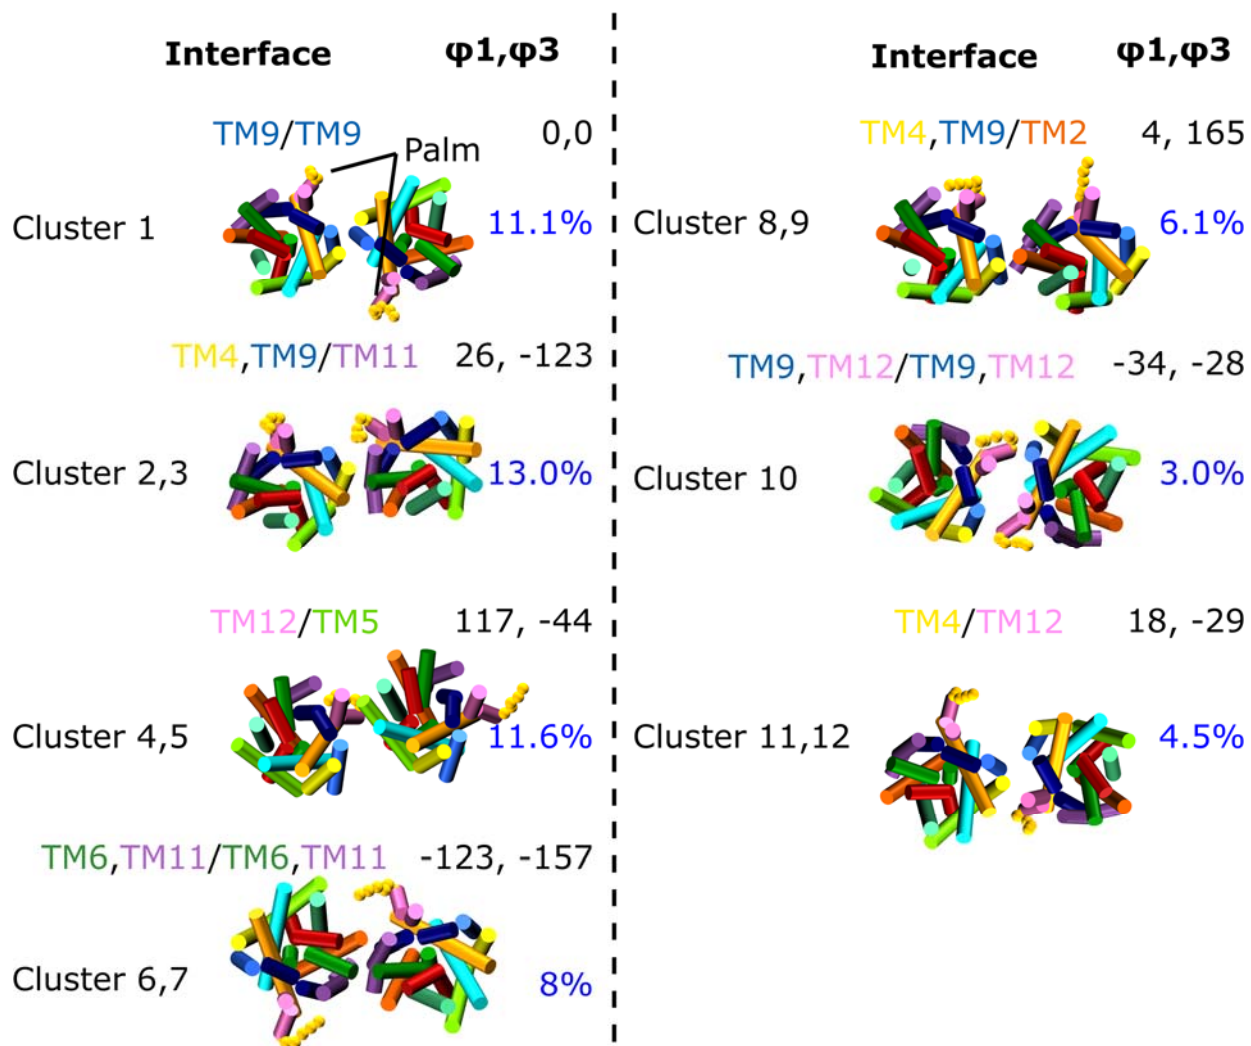 Interface φ1,φ3
TM9/TM9 0,0
Palm
Cluster 1 11.1%
TM4,TM9/TM11 26, -123
Cluster 2,3 13.0%
TM12/TM5 117, -44
Cluster 4,5 11.6%
TM6,TM11/TM6,TM11 -123, -157
Cluster 6,7 8%
Interface φ1,φ3
TM4,TM9/TM2 4, 165
Cluster 8,9 6.1%
TM9,TM12/TM9,TM12 -34, -28
Cluster 10 3.0%
TM4/TM12 18, -29
Cluster 11,12 4.5%